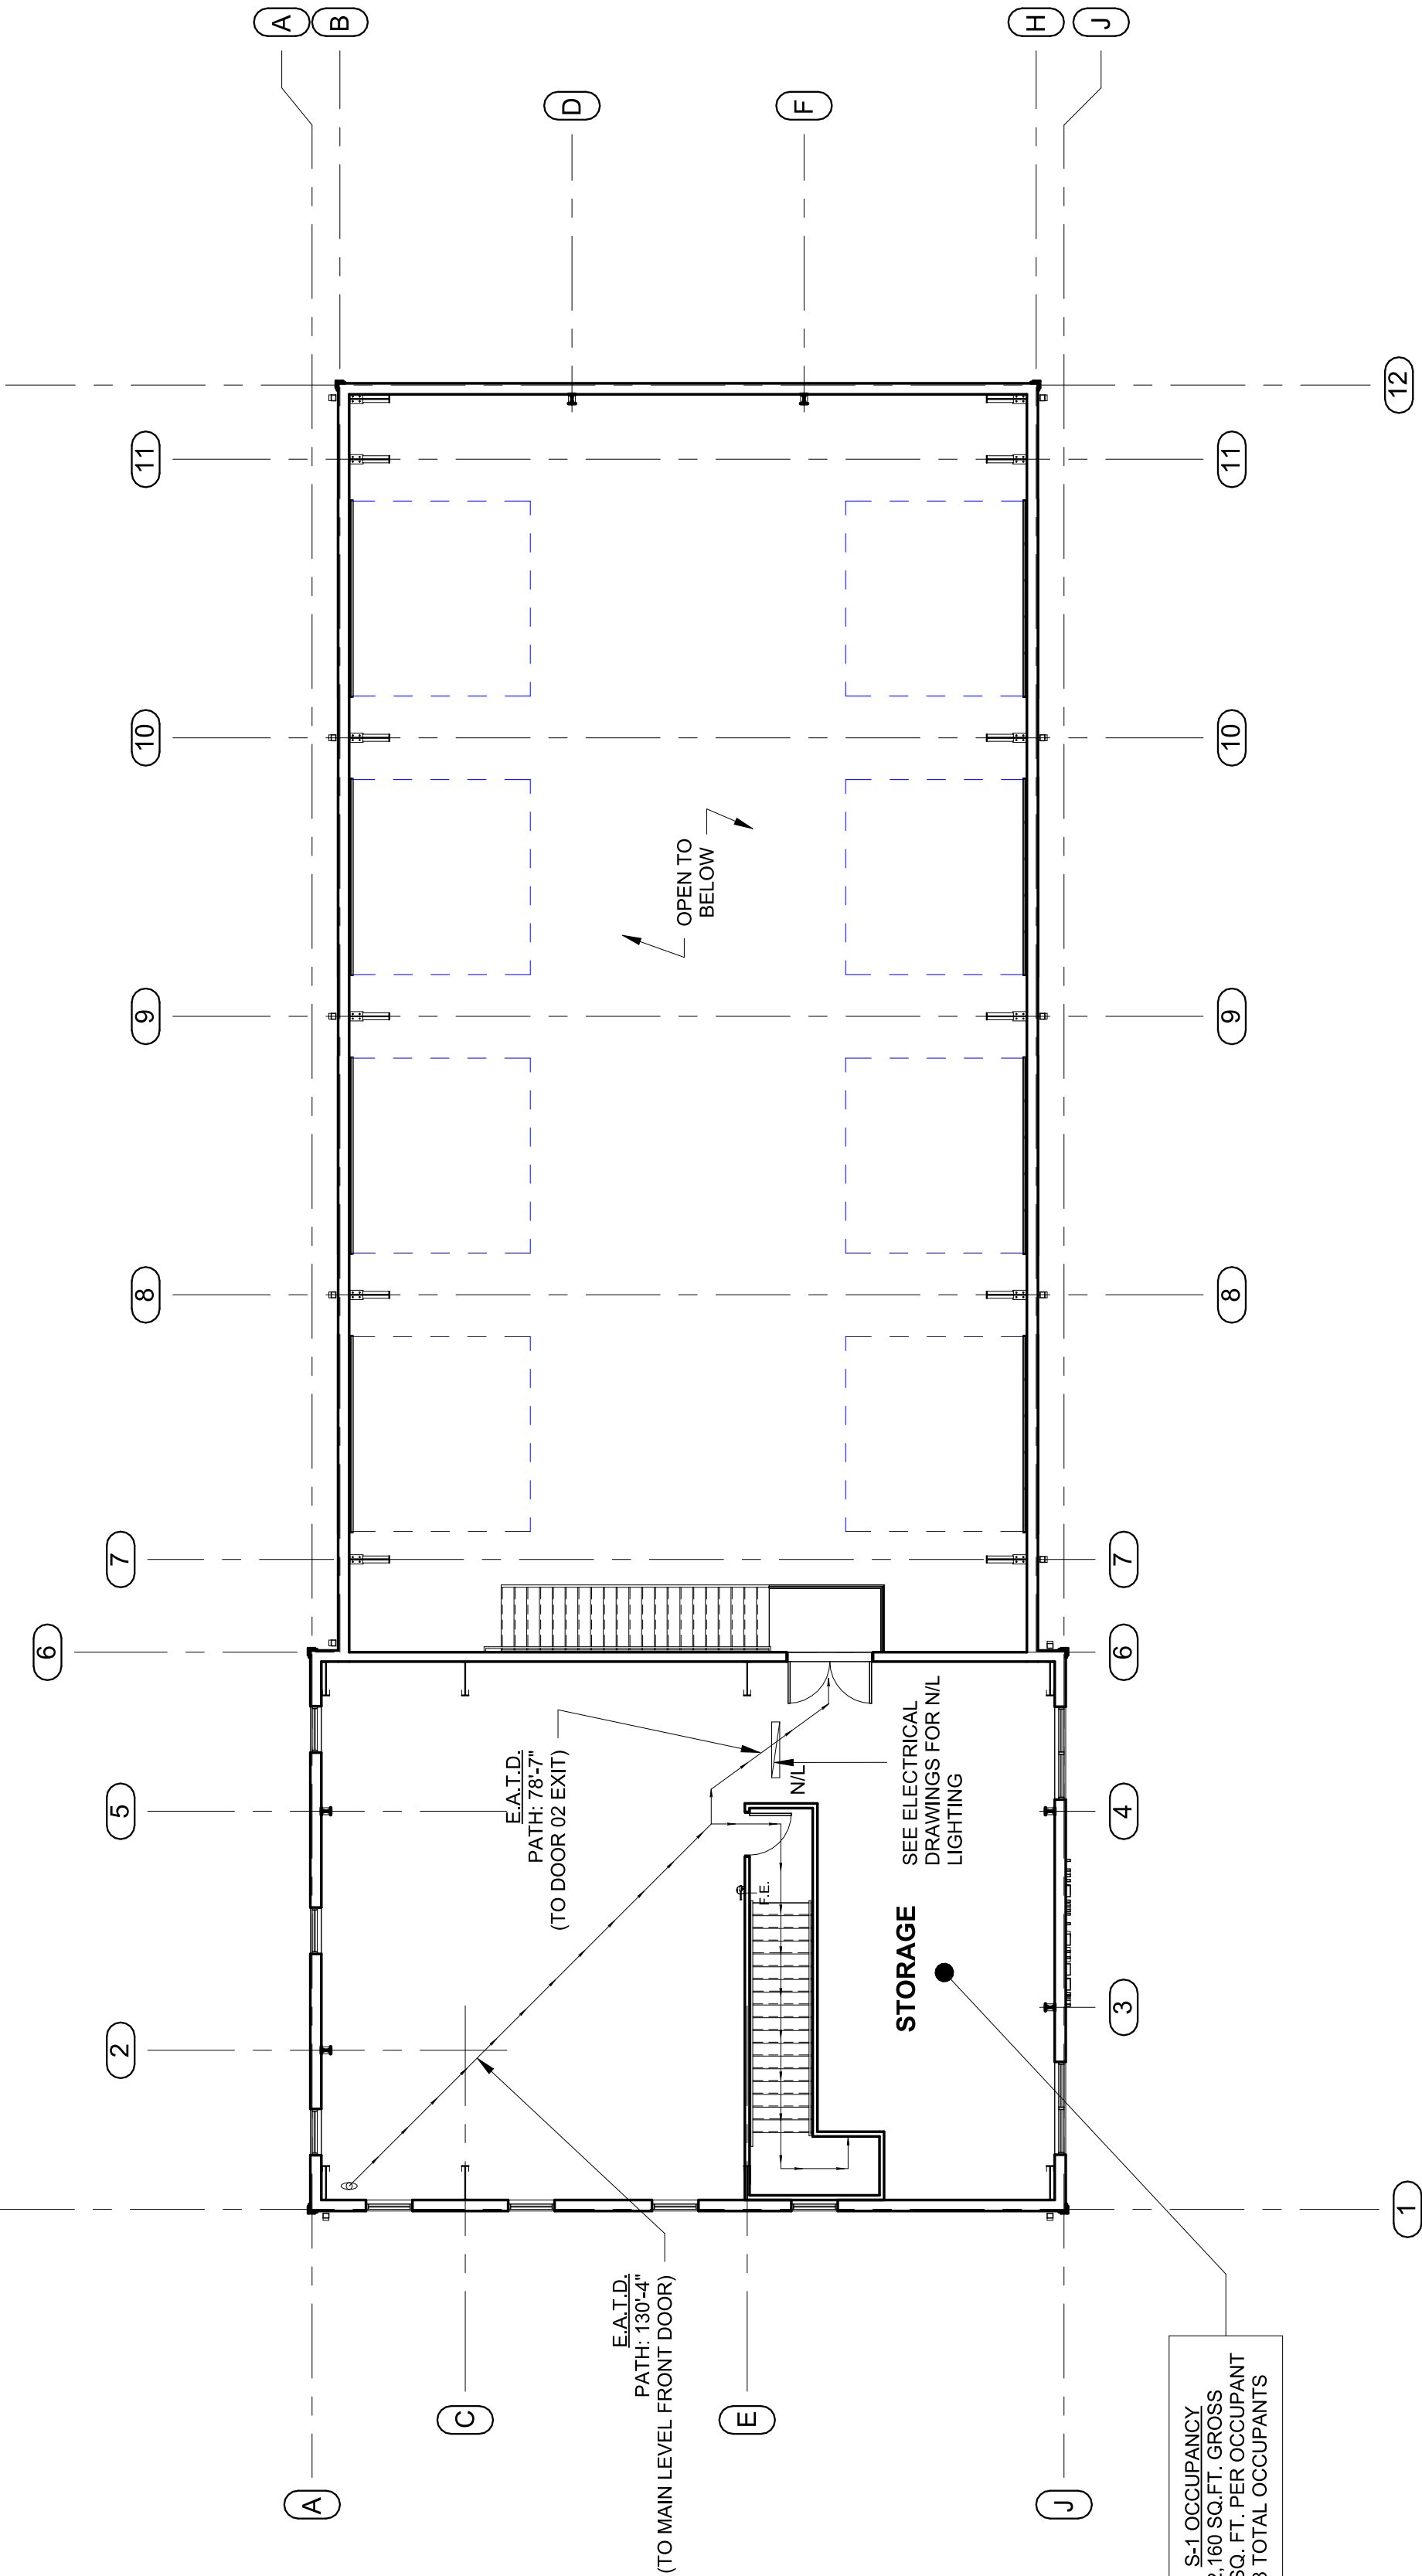 A
B
H
J
D
F
12
11
11
10
10
OPEN TO
BELOW
9
9
8
8
7
7
6
6
5
4
E.A.T.D.
PATH: 78'-7"
(TO DOOR 02 EXIT)
N/L
SEE ELECTRICAL
DRAWINGS FOR N/L
LIGHTING
F.E.
STORAGE
2
3
1
E.A.T.D.
PATH: 130'-4"
(TO MAIN LEVEL FRONT DOOR)
C
E
A
J
S-1 OCCUPANCY
,160 SQ.FT. GROSS
SQ. FT. PER OCCUPANT
TOTAL OCCUPANTS